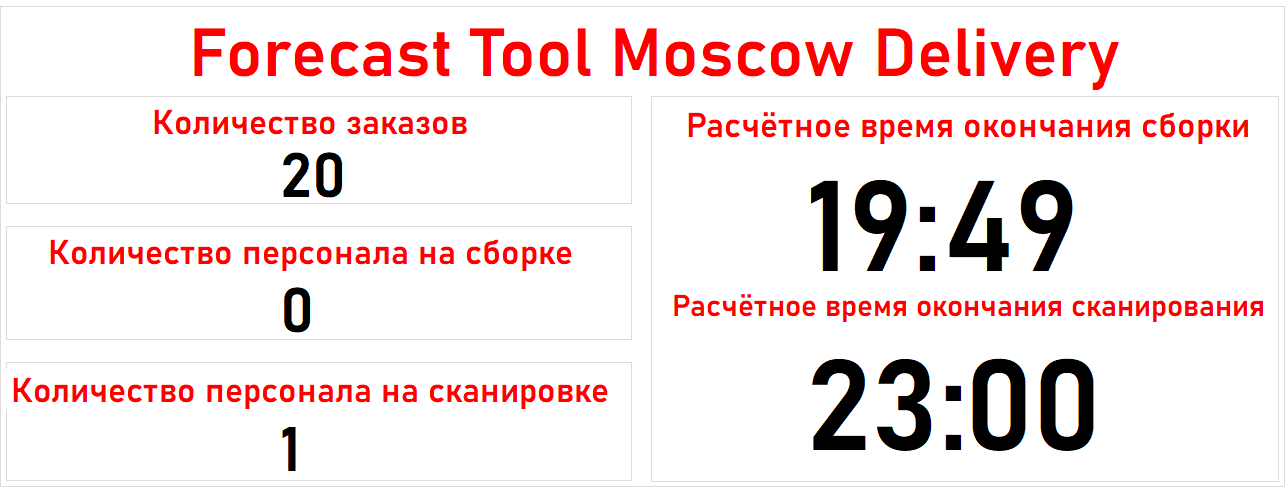 Forecast Tool Moscow Delivery
Количество заказов
20
Количество персонала на сборке
0
Количество персонала на сканировке
1
Расчётное время окончания сборки
19:49
Расчётное время окончания сканирования
23:00